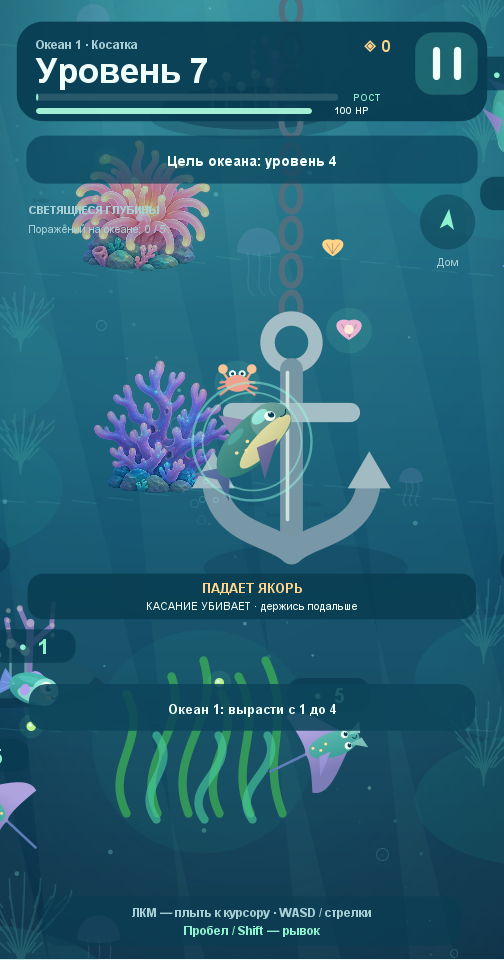 Океан 1 · Косатка
0
Уровень 7
РОСТ
100 HP
Цель океана: уровень 4
СВЕТЯЩИЕСЯ ГЛУБИНЫ
Поражений на океане: 0 / 5
Дом
ПАДАЕТ ЯКОРЬ
КАСАНИЕ УБИВАЕТ · держись подальше
1
5
Океан 1: вырасти с 1 до 4
5
ЛКМ — плыть к курсору · WASD / стрелки
Пробел / Shift — рывок